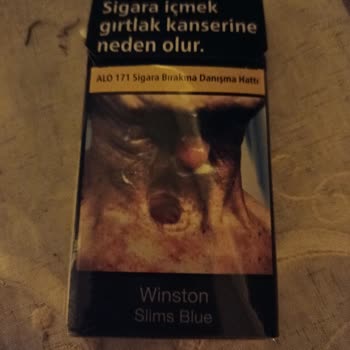 Sigara içmek
gırtlak kanserine
neden olur.
ALO 171 Sigara Bırakma Danışma Hattı
Winston
Slims Blue